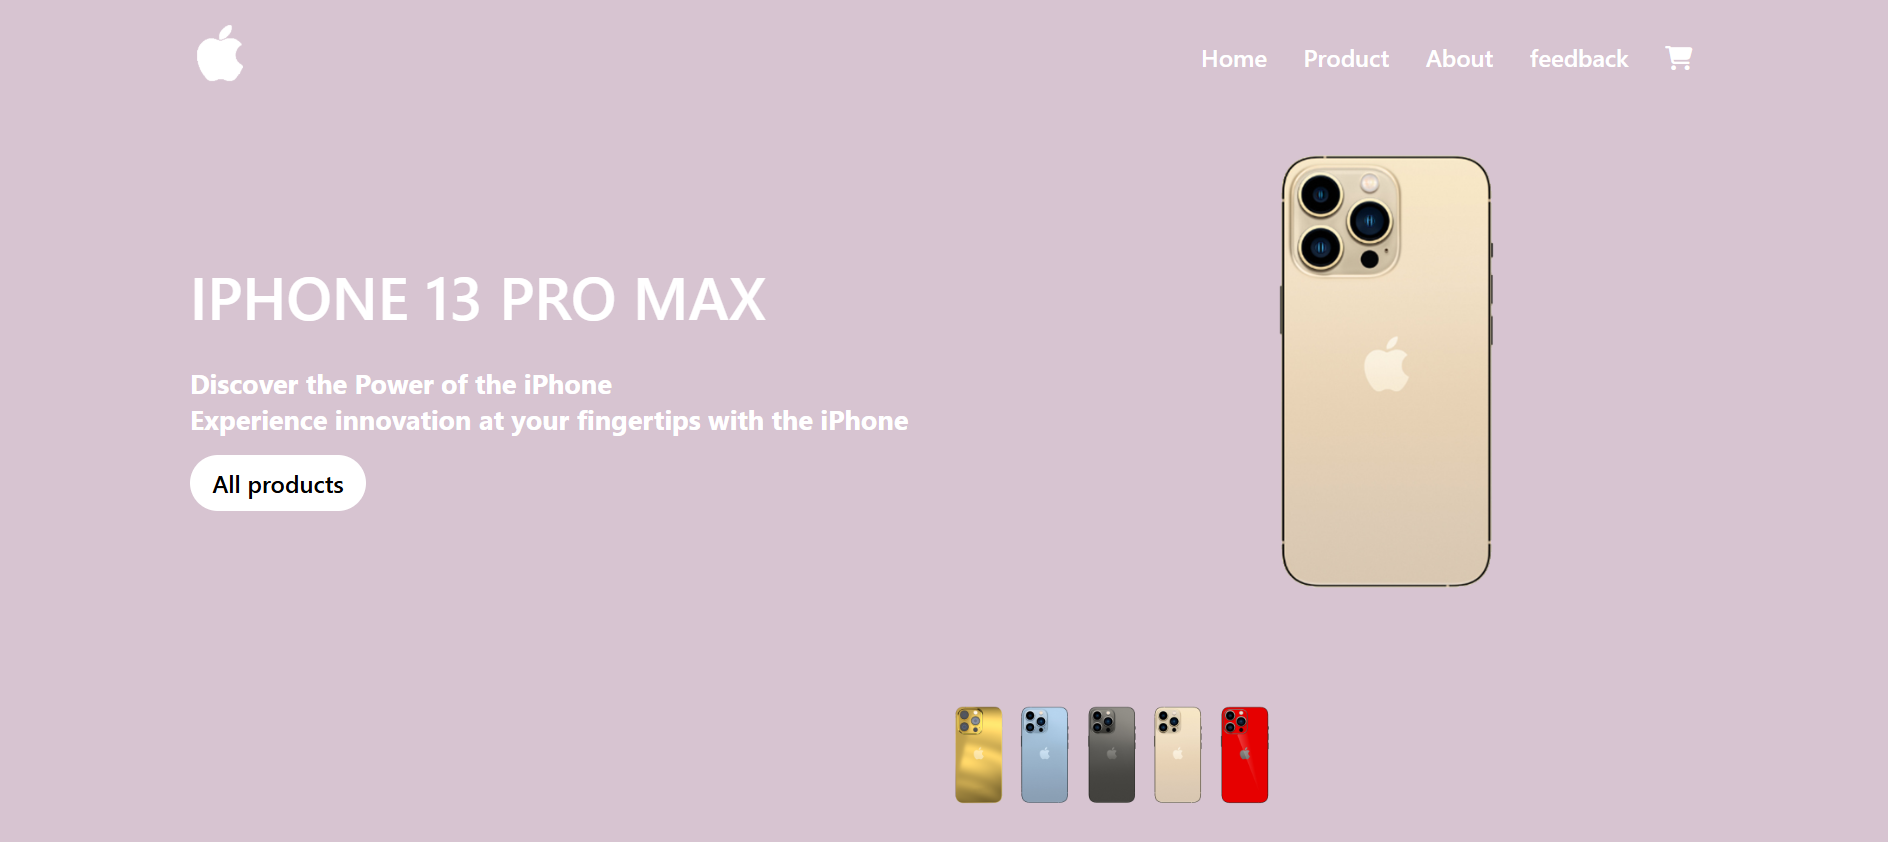 Home Product About feedback
IPHONE 13 PRO MAX
Discover the Power of the iPhone
Experience innovation at your fingertips with the iPhone
All products